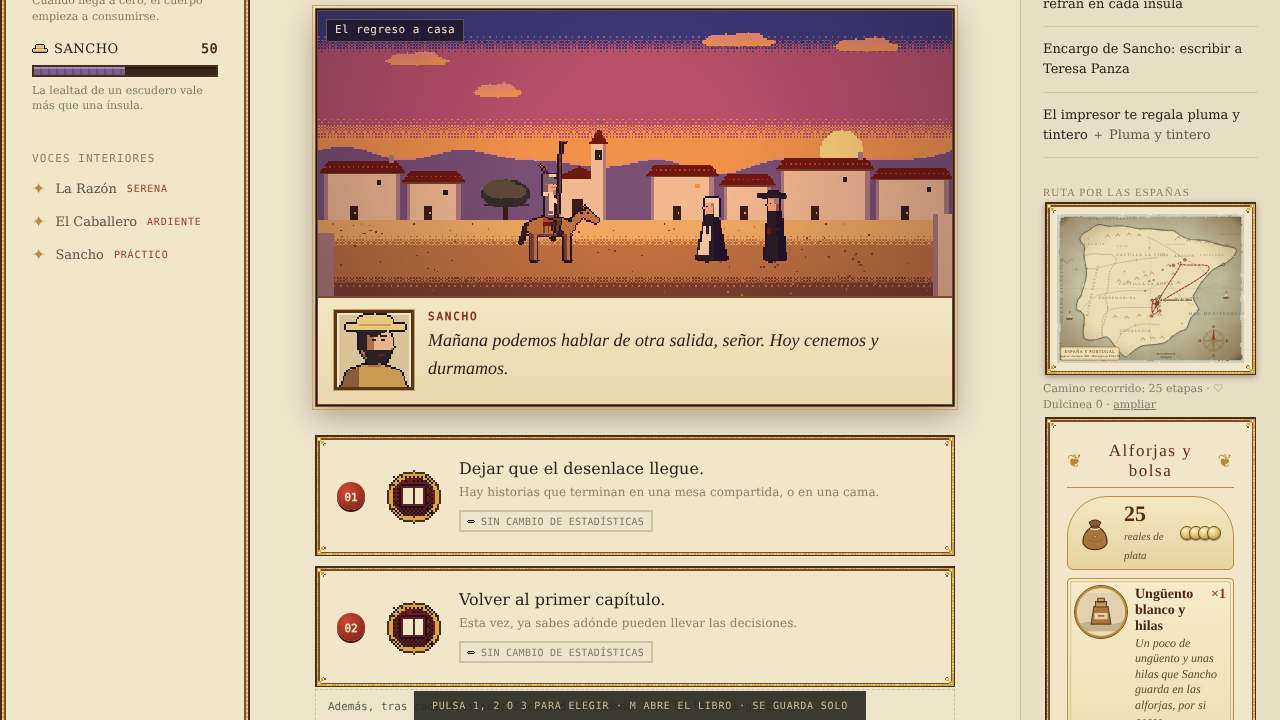 Cuando llega a cero, el cuerpo
empieza a consumirse.
SANCHO 50
La lealtad de un escudero vale
más que una ínsula.
VOCES INTERIORES
La Razón SERENA
El Caballero ARDIENTE
Sancho PRÁCTICO
El regreso a casa
SANCHO
Mañana podemos hablar de otra salida, señor. Hoy cenemos y
durmamos.
01
Dejar que el desenlace llegue.
Hay historias que terminan en una mesa compartida, o en una cama.
SIN CAMBIO DE ESTADÍSTICAS
02
Volver al primer capítulo.
Esta vez, ya sabes adónde pueden llevar las decisiones.
SIN CAMBIO DE ESTADÍSTICAS
Además, tras
PULSA 1, 2 O 3 PARA ELEGIR · M ABRE EL LIBRO · SE GUARDA SOLO
refrán en cada ínsula
Encargo de Sancho: escribir a
Teresa Panza
El impresor te regala pluma y
tintero + Pluma y tintero
RUTA POR LAS ESPAÑAS
ESPAÑA Y PORTUGAL
Camino recorrido: 25 etapas · ♡
Dulcinea 0 · ampliar
Alforjas y
bolsa
25
reales de
plata
Ungüento ×1
blanco y
hilas
Un poco de
ungüento y unas
hilas que Sancho
guarda en las
alforjas, por si